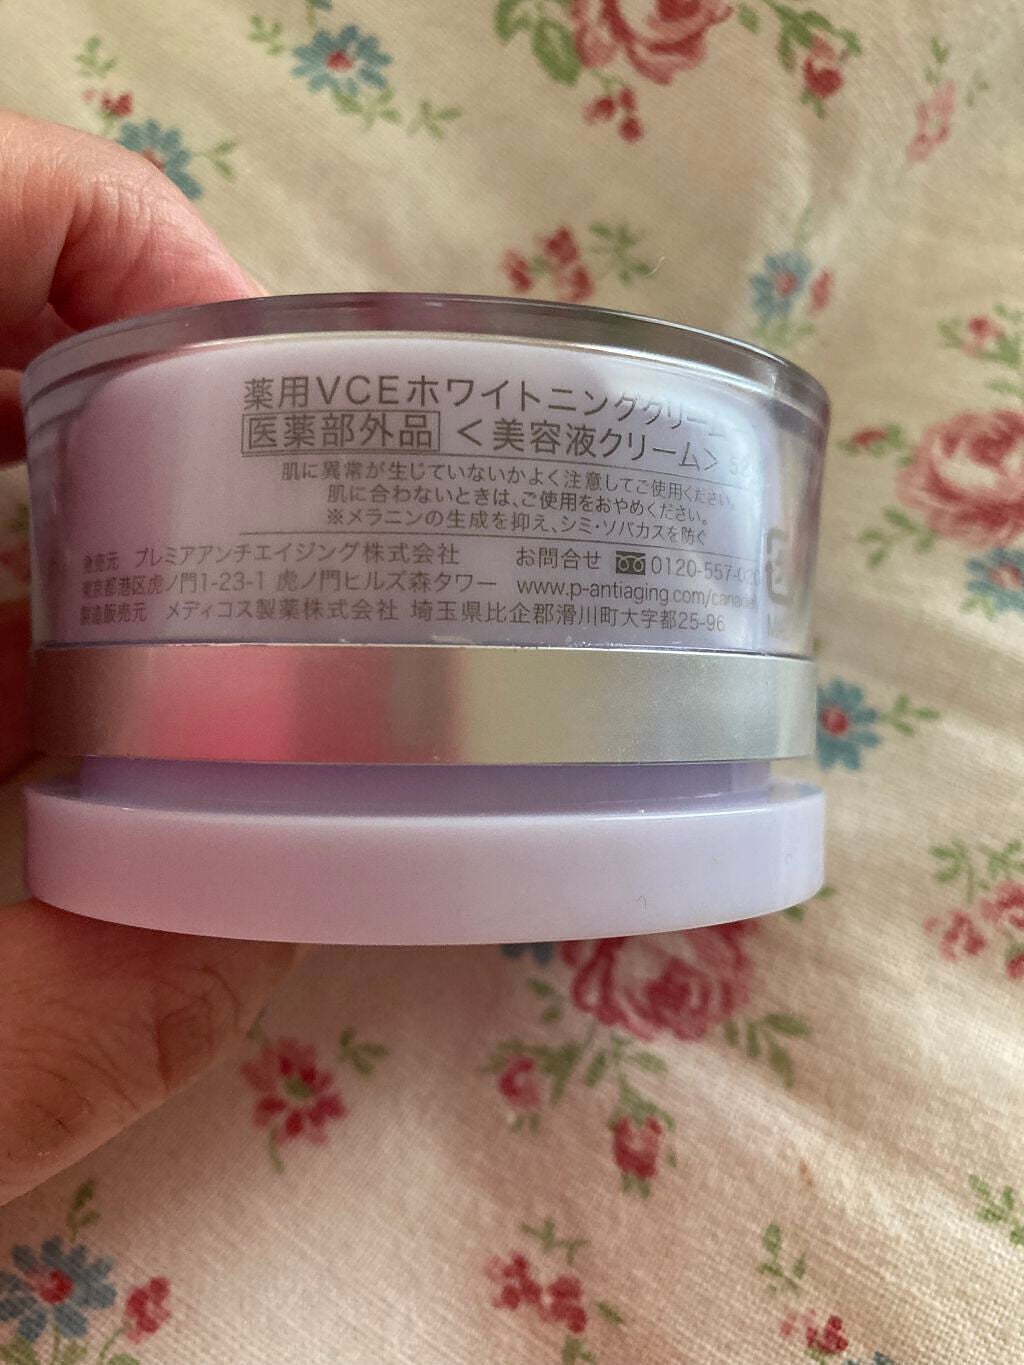 薬用VCEホワイトニングクリーム
医薬部外品 <美容液クリーム>
肌に異常が生じていないかよく注意してご使用ください。
肌に合わないときは、ご使用をおやめください。
※メラニンの生成を抑え、シミ・ソバカスを防ぐ
発売元 プレミアアンチエイジング株式会社 お問合せ 0120-557-020
東京都港区虎ノ門1-23-1 虎ノ門ヒルズ森タワー www.p-antiaging.com/canadel
製造販売元 メディコス製薬株式会社 埼玉県比企郡滑川町大字都25-96